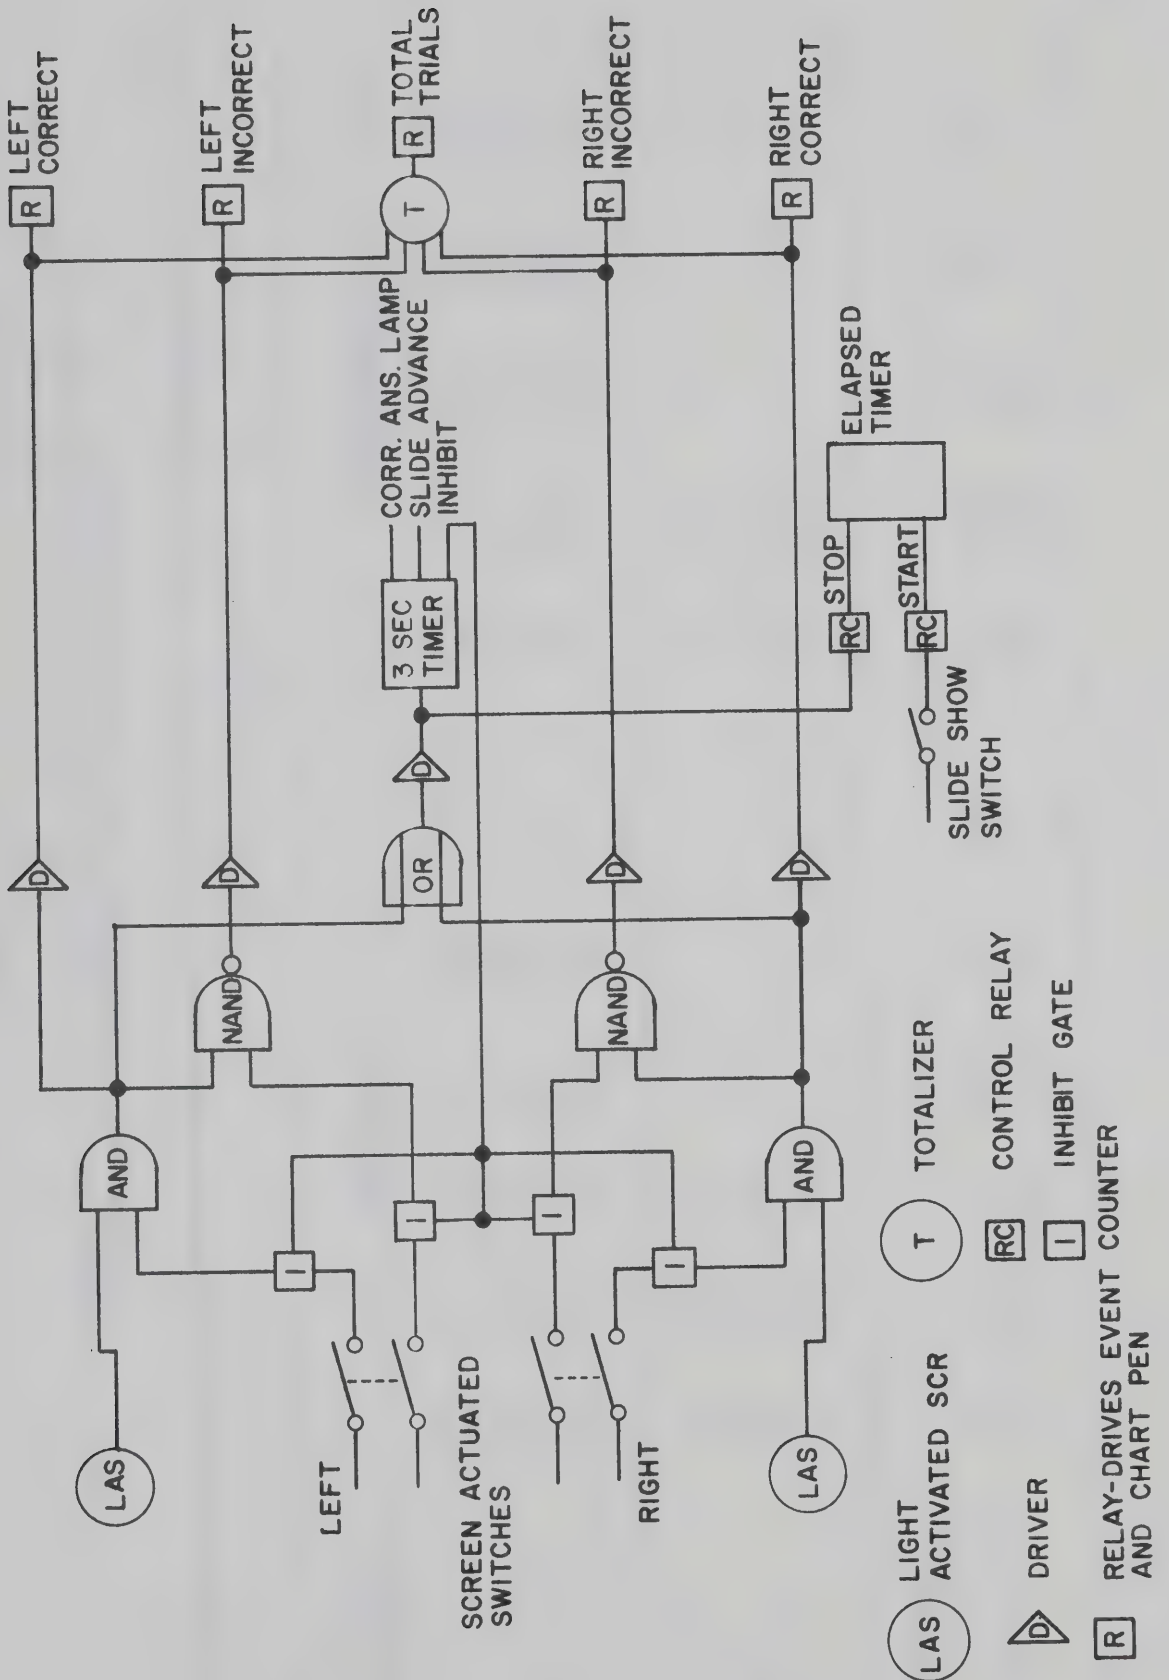 LEFT
CORRECT
R
LEFT
INCORRECT
R
TOTAL
TRIALS
R
T
RIGHT
INCORRECT
R
RIGHT
CORRECT
R
CORR. ANS. LAMP
SLIDE ADVANCE
INHIBIT
3 SEC
TIMER
ELAPSED
TIMER
STOP
START
RC
RC
SLIDE SHOW
SWITCH
D
D
D
D
D
OR
NAND
NAND
AND
AND
I
I
I
I
LEFT
SCREEN ACTUATED
SWITCHES
RIGHT
LAS
LAS
LAS
LIGHT
ACTIVATED SCR
T
TOTALIZER
D
DRIVER
RC
CONTROL RELAY
I
INHIBIT GATE
R
RELAY-DRIVES EVENT COUNTER
AND CHART PEN